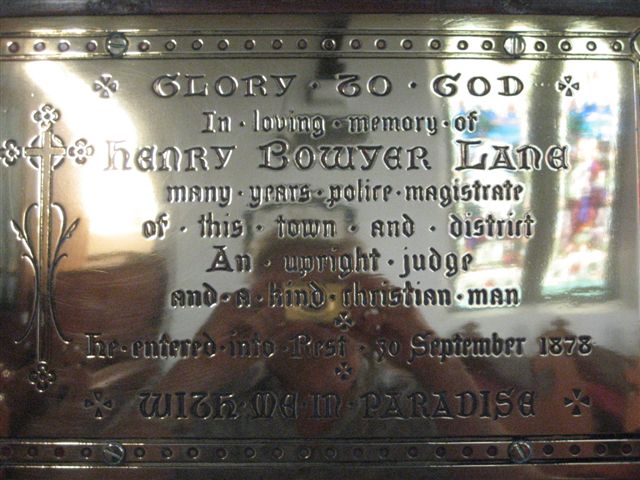 GLORY · TO · GOD
In · loving · memory · of
HENRY BOWYER LANE
many · years · police · magistrate
of · this · town · and · district
An · upright · judge
and · a · kind · christian · man
He · entered · into · Rest · 30 September 1878
WITH · ME · IN · PARADISE